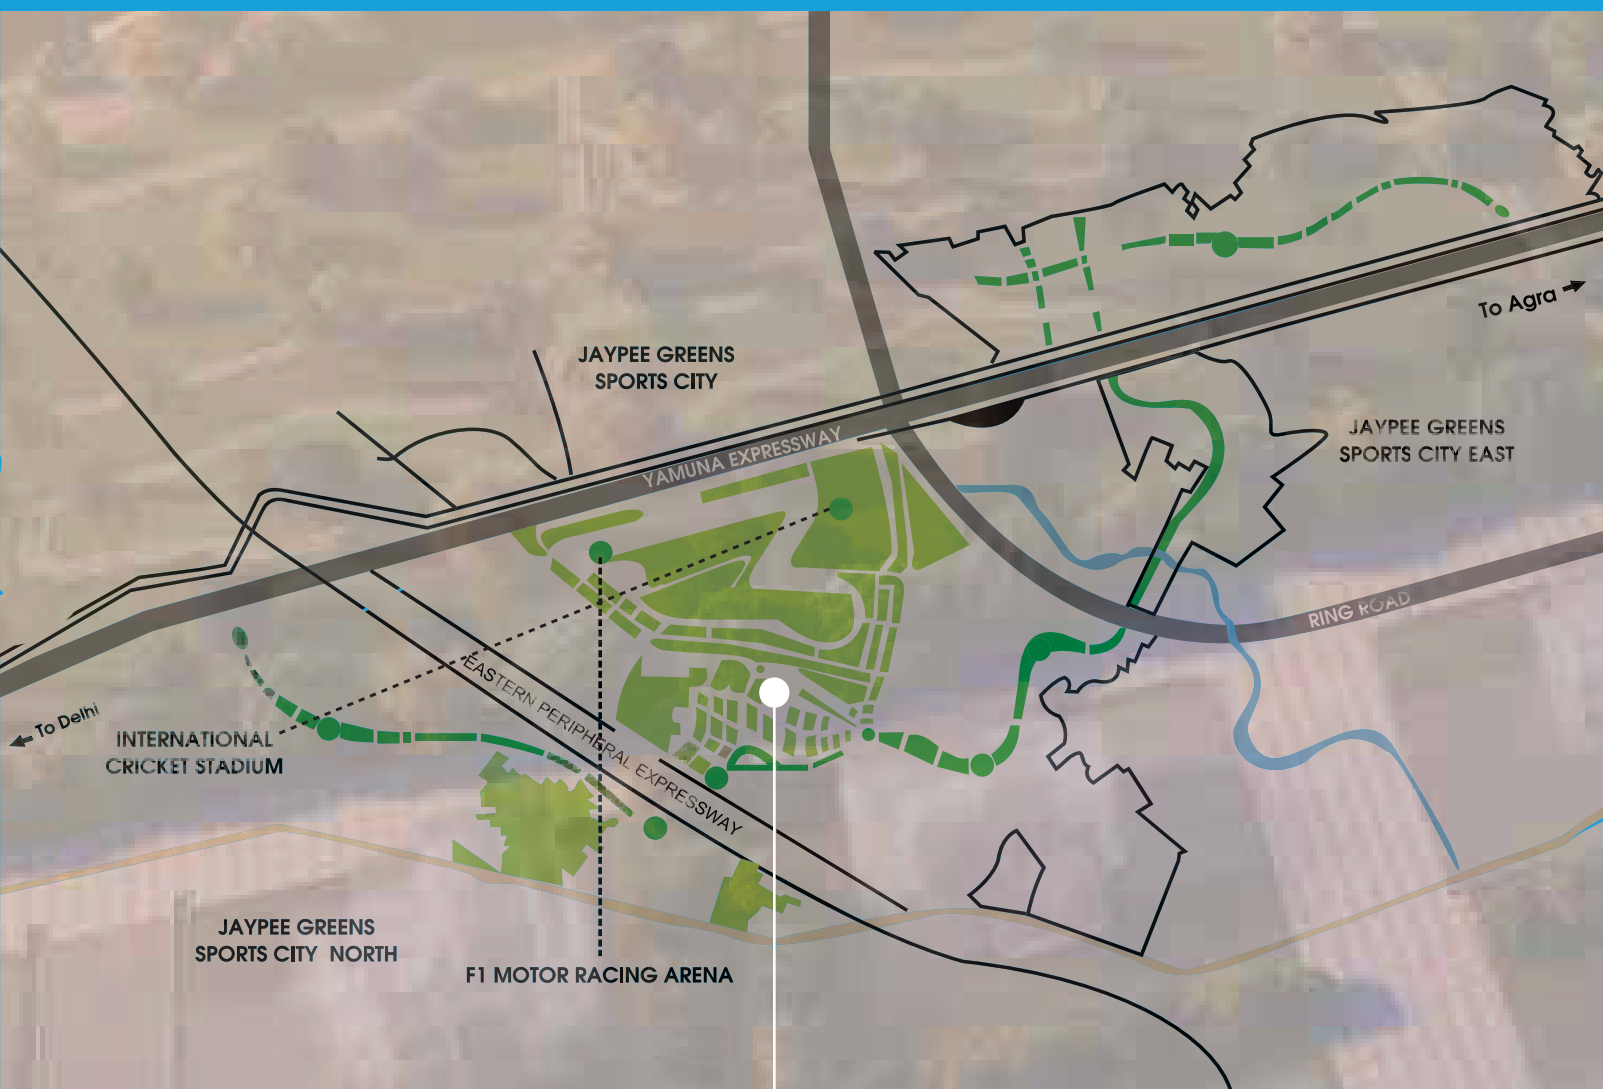 To Agra
JAYPEE GREENS
SPORTS CITY
YAMUNA EXPRESSWAY
JAYPEE GREENS
SPORTS CITY EAST
RING ROAD
EASTERN PERIPHERAL EXPRESSWAY
To Delhi
INTERNATIONAL
CRICKET STADIUM
JAYPEE GREENS
SPORTS CITY NORTH
F1 MOTOR RACING ARENA